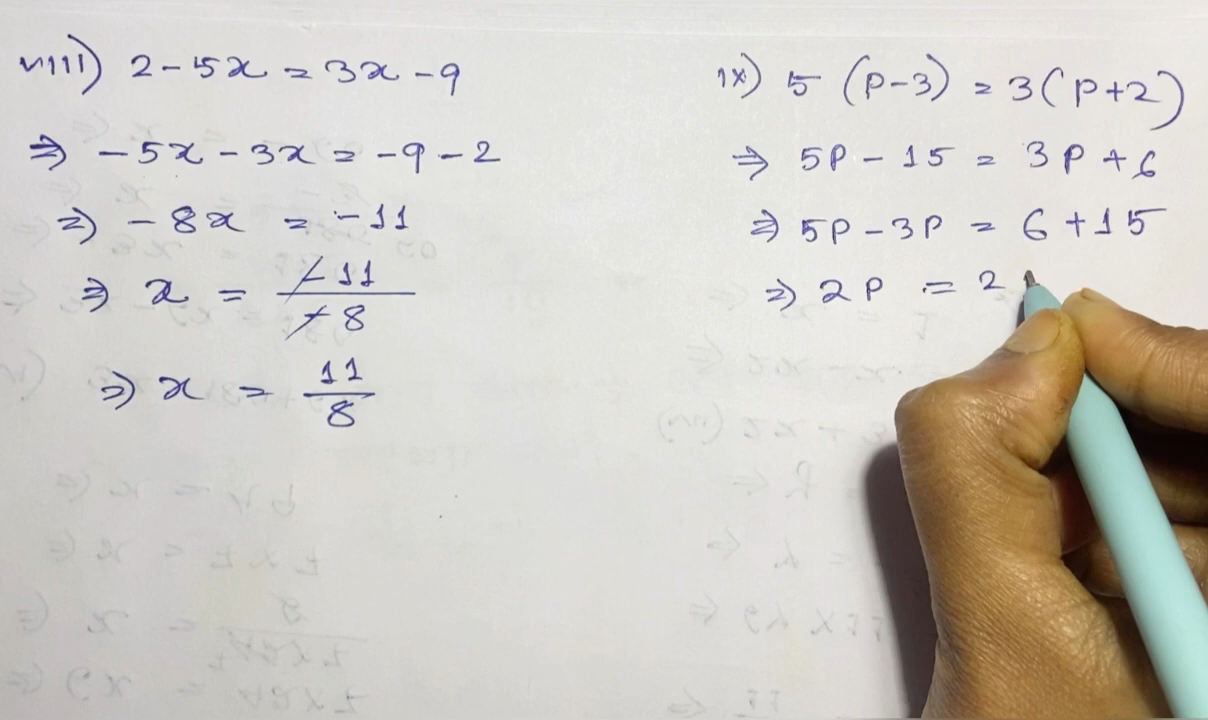 viii) 2 - 5x = 3x - 9
⇒ - 5x - 3x = - 9 - 2
⇒ - 8x = - 11
⇒ x = -11/-8
⇒ x = 11/8
ix) 5 (P-3) = 3(P+2)
⇒ 5P - 15 = 3P + 6
⇒ 5P - 3P = 6 + 15
⇒ 2P = 2